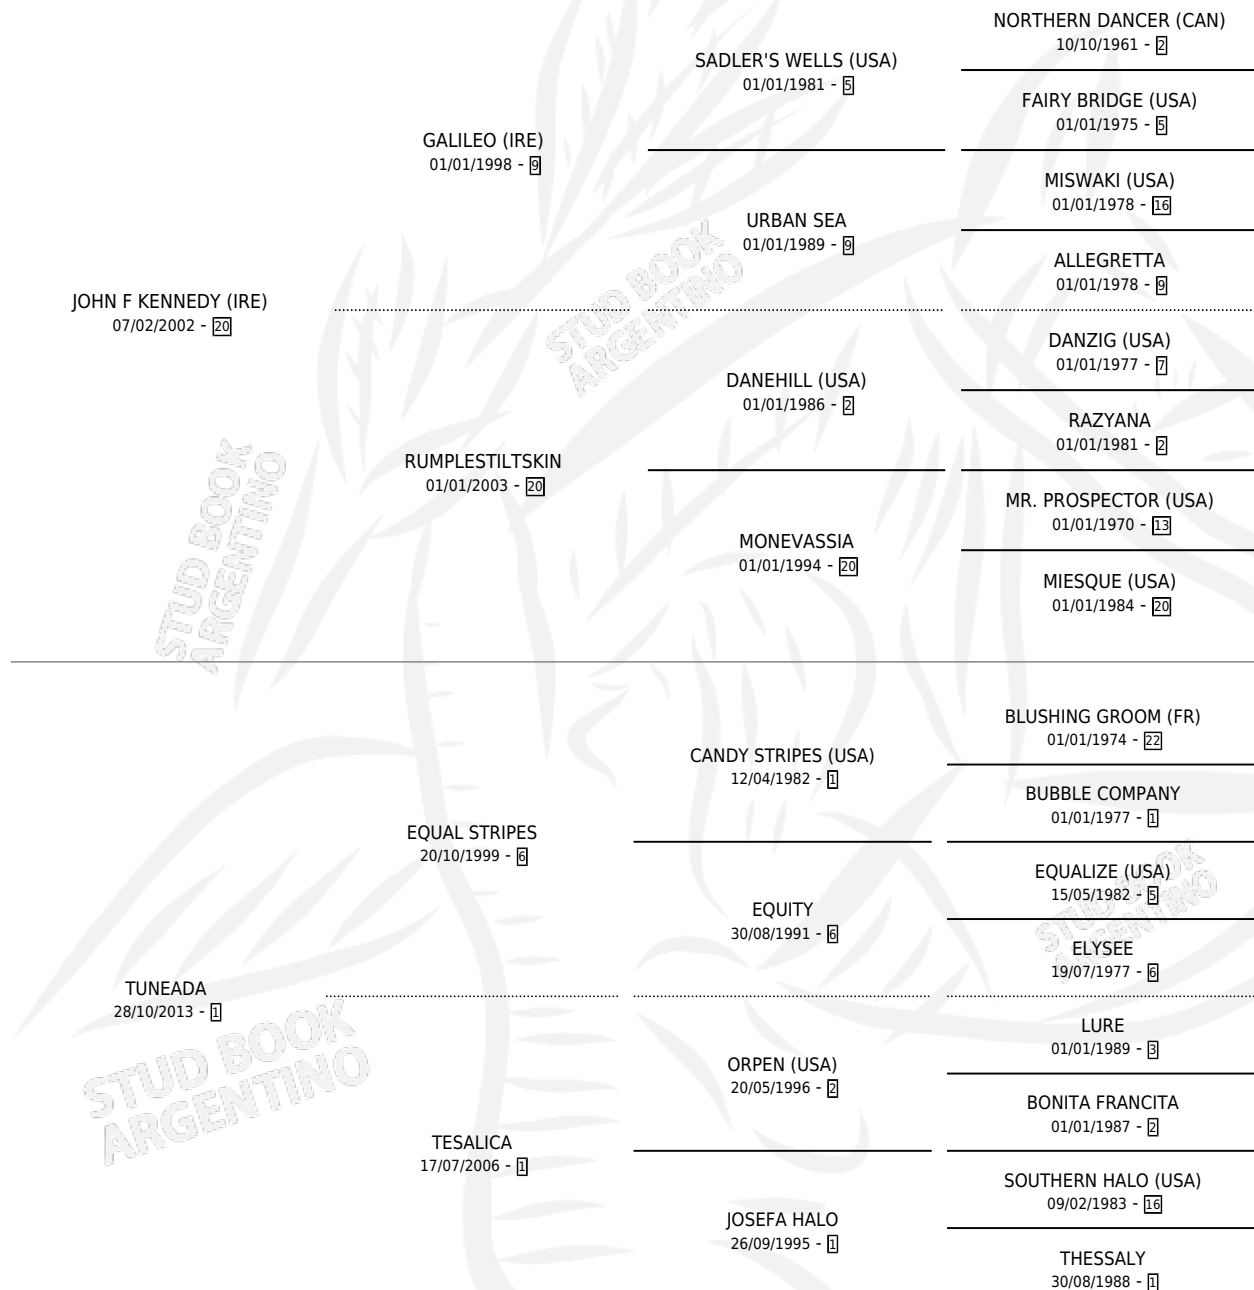 NORTHERN DANCER (CAN)
10/10/1961 - 2
SADLER'S WELLS (USA)
01/01/1981 - 5
FAIRY BRIDGE (USA)
01/01/1975 - 5
GALILEO (IRE)
01/01/1998 - 9
MISWAKI (USA)
01/01/1978 - 16
URBAN SEA
01/01/1989 - 9
ALLEGRETTA
01/01/1978 - 9
JOHN F KENNEDY (IRE)
07/02/2002 - 20
DANZIG (USA)
01/01/1977 - 7
DANEHILL (USA)
01/01/1986 - 2
RAZYANA
01/01/1981 - 2
RUMPLESTILTSKIN
01/01/2003 - 20
MR. PROSPECTOR (USA)
01/01/1970 - 13
MONEVASSIA
01/01/1994 - 20
MIESQUE (USA)
01/01/1984 - 20
BLUSHING GROOM (FR)
01/01/1974 - 22
CANDY STRIPES (USA)
12/04/1982 - 1
BUBBLE COMPANY
01/01/1977 - 1
EQUAL STRIPES
20/10/1999 - 6
EQUALIZE (USA)
15/05/1982 - 5
EQUITY
30/08/1991 - 6
ELYSEE
19/07/1977 - 6
TUNEADA
28/10/2013 - 1
LURE
01/01/1989 - 3
ORPEN (USA)
20/05/1996 - 2
BONITA FRANCITA
01/01/1987 - 2
TESALICA
17/07/2006 - 1
SOUTHERN HALO (USA)
09/02/1983 - 16
JOSEFA HALO
26/09/1995 - 1
THESSALY
30/08/1988 - 1
STUD BOOK
ARGENTINO
STUD BOOK
ARGENTINO
STUD BOOK
ARGENTINO
STUD BOOK
ARGENTINO